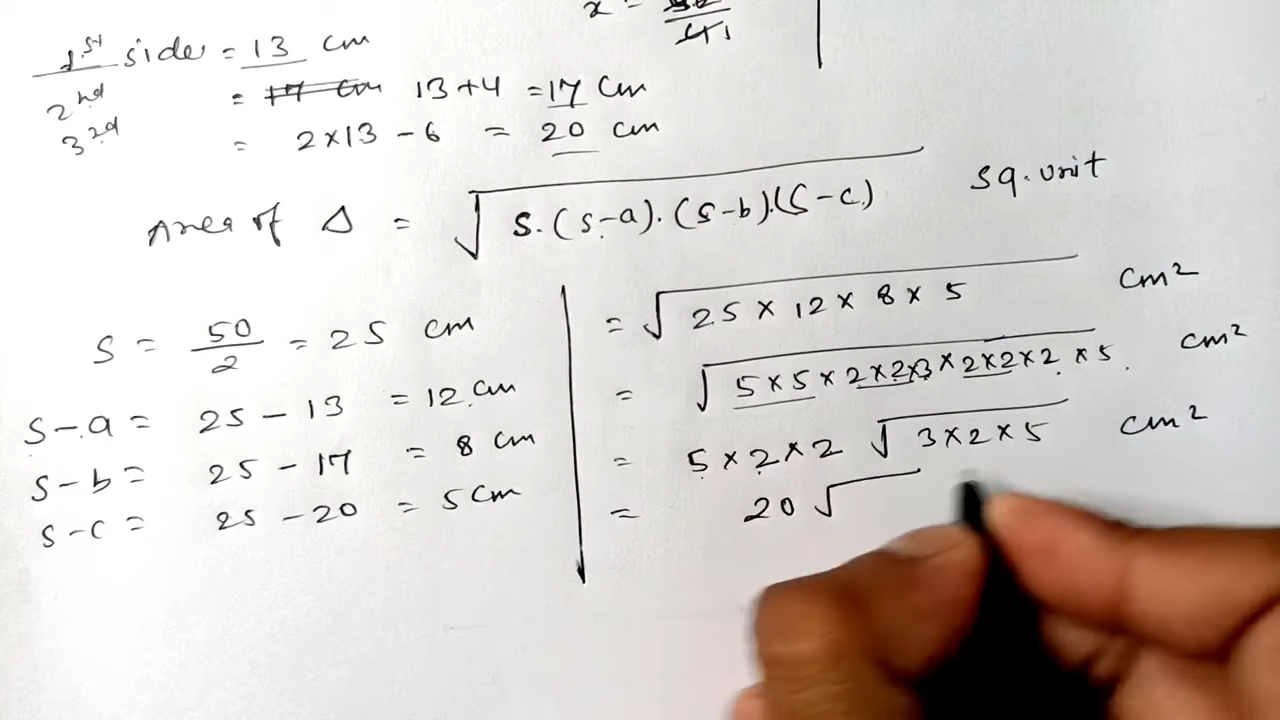 x =
41
1st side = 13 cm
2nd = 17 cm 13+4 = 17 cm
3rd = 2×13 - 6 = 20 cm
Area of Δ = √s.(s-a).(s-b).(s-c) sq.unit
s = 50/2 = 25 cm
s-a = 25 - 13 = 12 cm
s-b = 25 - 17 = 8 cm
s-c = 25 - 20 = 5 cm
= √25 × 12 × 8 × 5 cm²
= √5×5×2×2×3×2×2×2×5 cm²
= 5×2×2 √3×2×5 cm²
= 20√